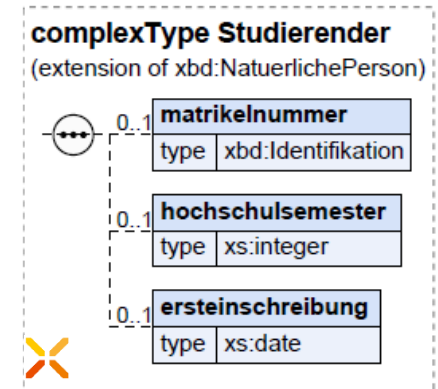 complexType Studierender
(extension of xbd:NatuerlichePerson)
0..1 matrikelnummer
type xbd:Identifikation
0..1 hochschulsemester
type xs:integer
0..1 ersteinschreibung
type xs:date